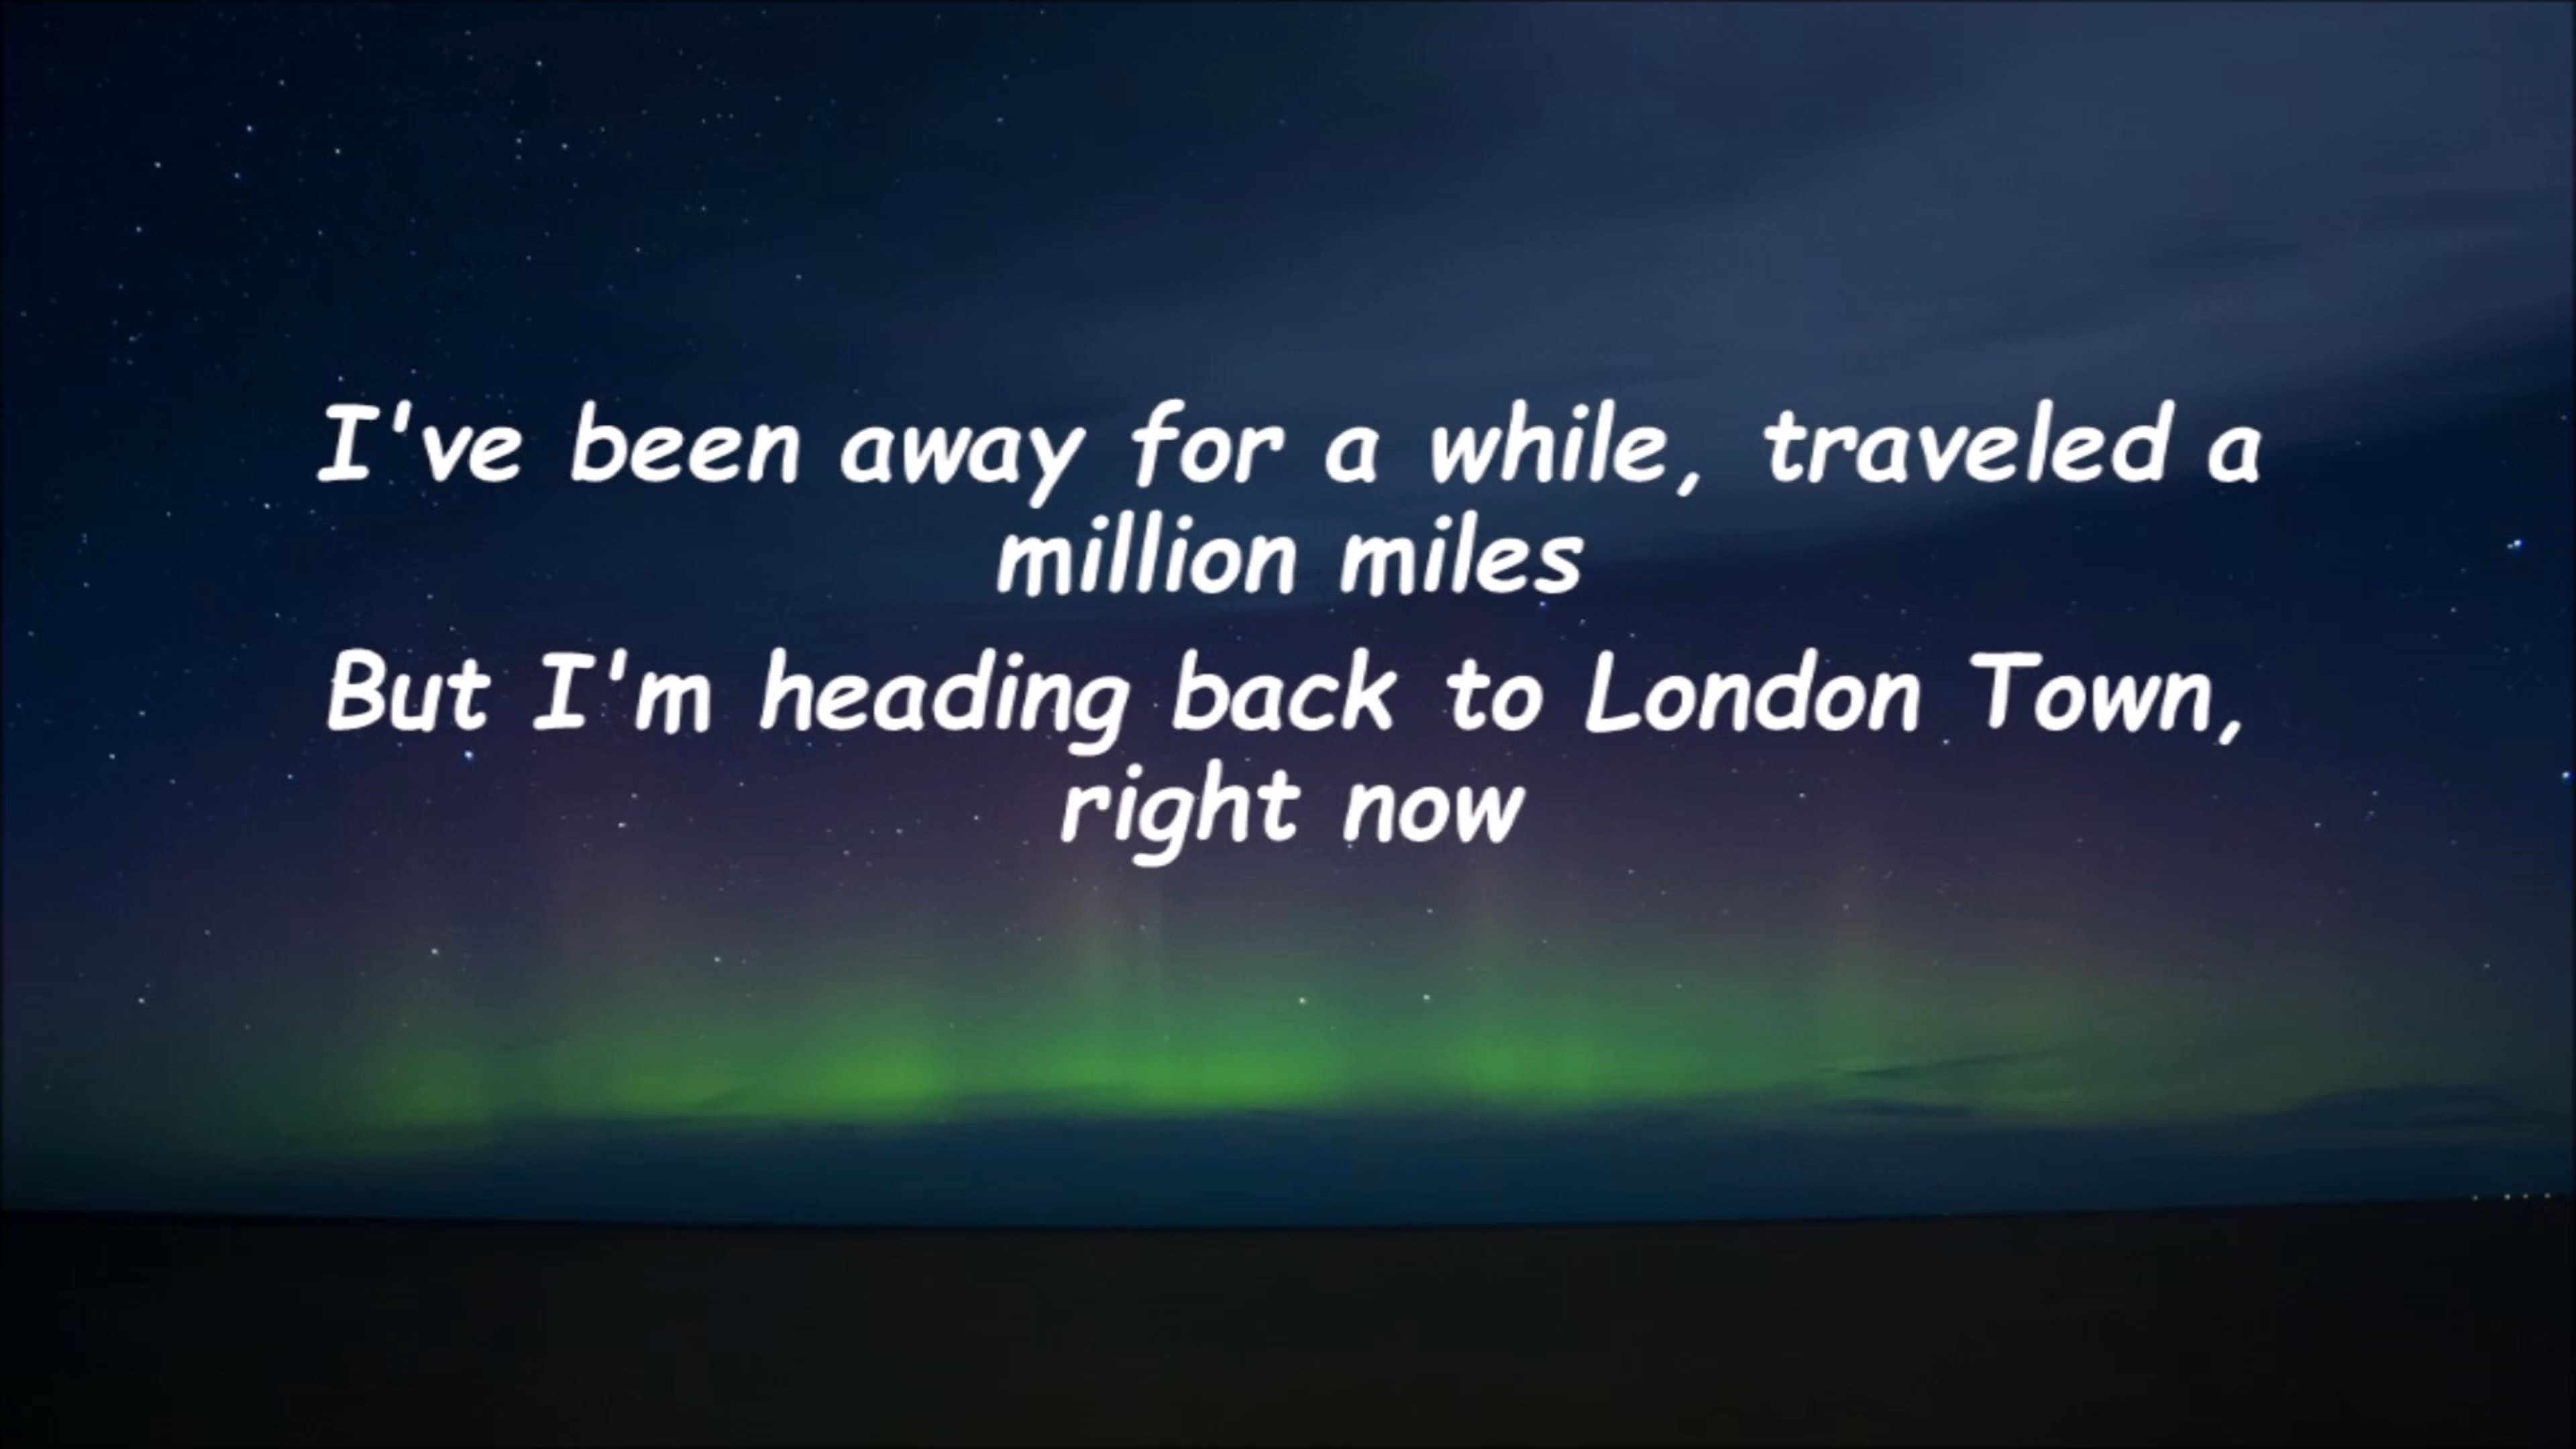 I've been away for a while, traveled a
million miles
But I'm heading back to London Town,
right now